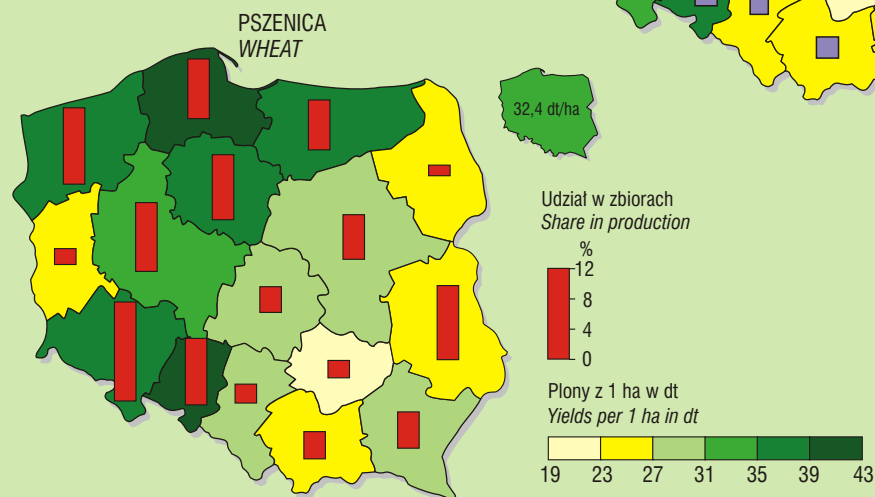 PSZENICA
WHEAT
32,4 dt/ha
Udział w zbiorach
Share in production
%
12
8
4
0
Plony z 1 ha w dt
Yields per 1 ha in dt
19 23 27 31 35 39 43